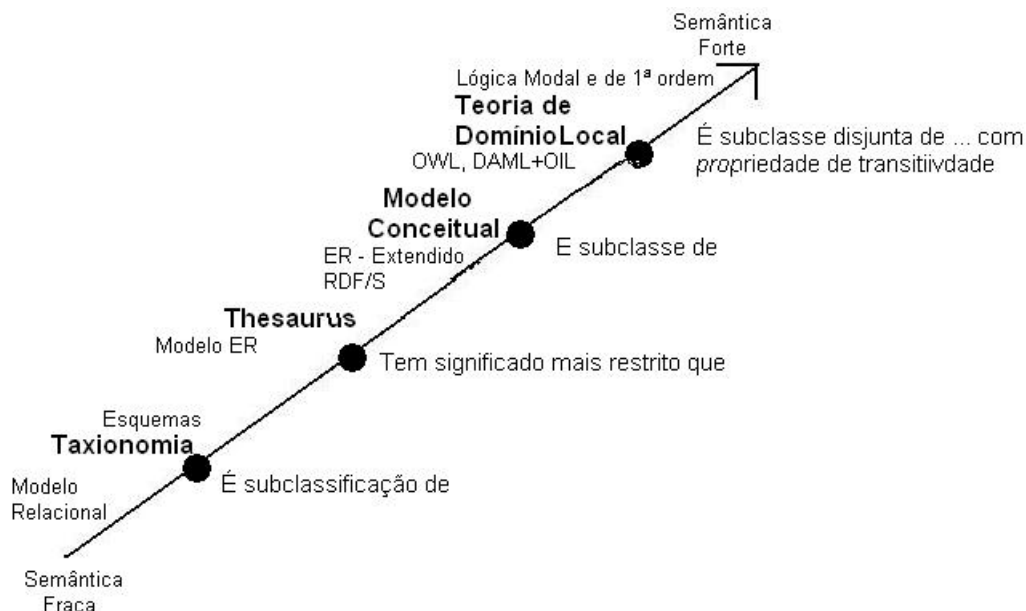 Semântica
Forte
Lógica Modal e de 1ª ordem
Teoria de
DomínioLocal
OWL, DAML+OIL
É subclasse disjunta de ... com
propriedade de transitiivdade
Modelo
Conceitual
ER - Extendido
RDF/S
E subclasse de
Thesaurus
Modelo ER
Tem significado mais restrito que
Esquemas
Taxionomia
É subclassificação de
Modelo
Relacional
Semântica
Fraca